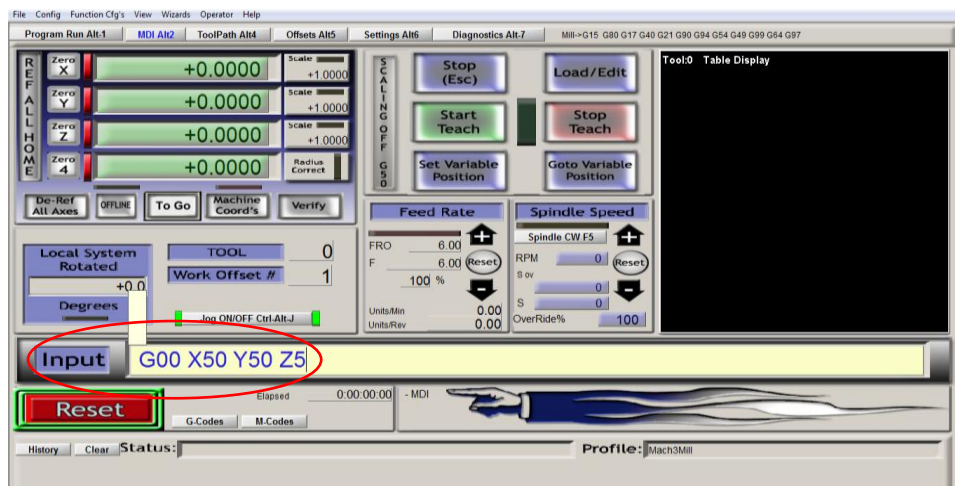 File Config Function Cfg's View Wizards Operator Help
Program Run Alt-1 MDI Alt2 ToolPath Alt4 Offsets Alt5 Settings Alt6 Diagnostics Alt-7 Mill->G15 G80 G17 G40 G21 G90 G94 G54 G49 G99 G64 G97
REF ALL HOME
Zero X +0.0000 Scale +1.0000
Zero Y +0.0000 Scale +1.0000
Zero Z +0.0000 Scale +1.0000
Zero 4 +0.0000 Radius Correct
De-Ref All Axes OFFLINE To Go Machine Coord's Verify
SCALING OFF G50
Stop (Esc) Load/Edit
Start Teach Stop Teach
Set Variable Position Goto Variable Position
Tool:0 Table Display
Local System Rotated
+0.0
Degrees
TOOL 0
Work Offset # 1
Jog ON/OFF Ctrl-Alt-J
Feed Rate
FRO 6.00
F 6.00 Reset
100 %
Units/Min 0.00
Units/Rev 0.00
Spindle Speed
Spindle CW F5
RPM 0 Reset
S ov 0
S 0
OverRide% 100
Input G00 X50 Y50 Z5
Reset
Elapsed 0:00:00:00 - MDI
G-Codes M-Codes
History Clear Status: Profile: Mach3Mill